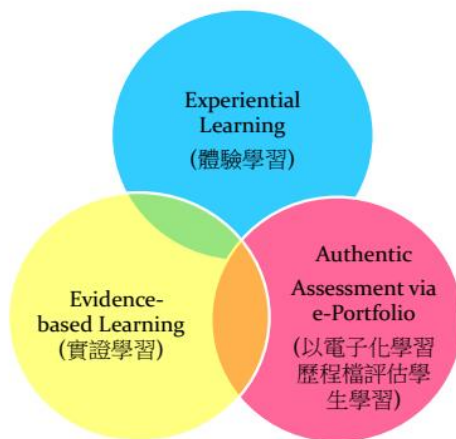 Experiential
Learning
(體驗學習)
Evidence-
based Learning
(實證學習)
Authentic
Assessment via
e-Portfolio
(以電子化學習
歷程檔評估學
生學習)